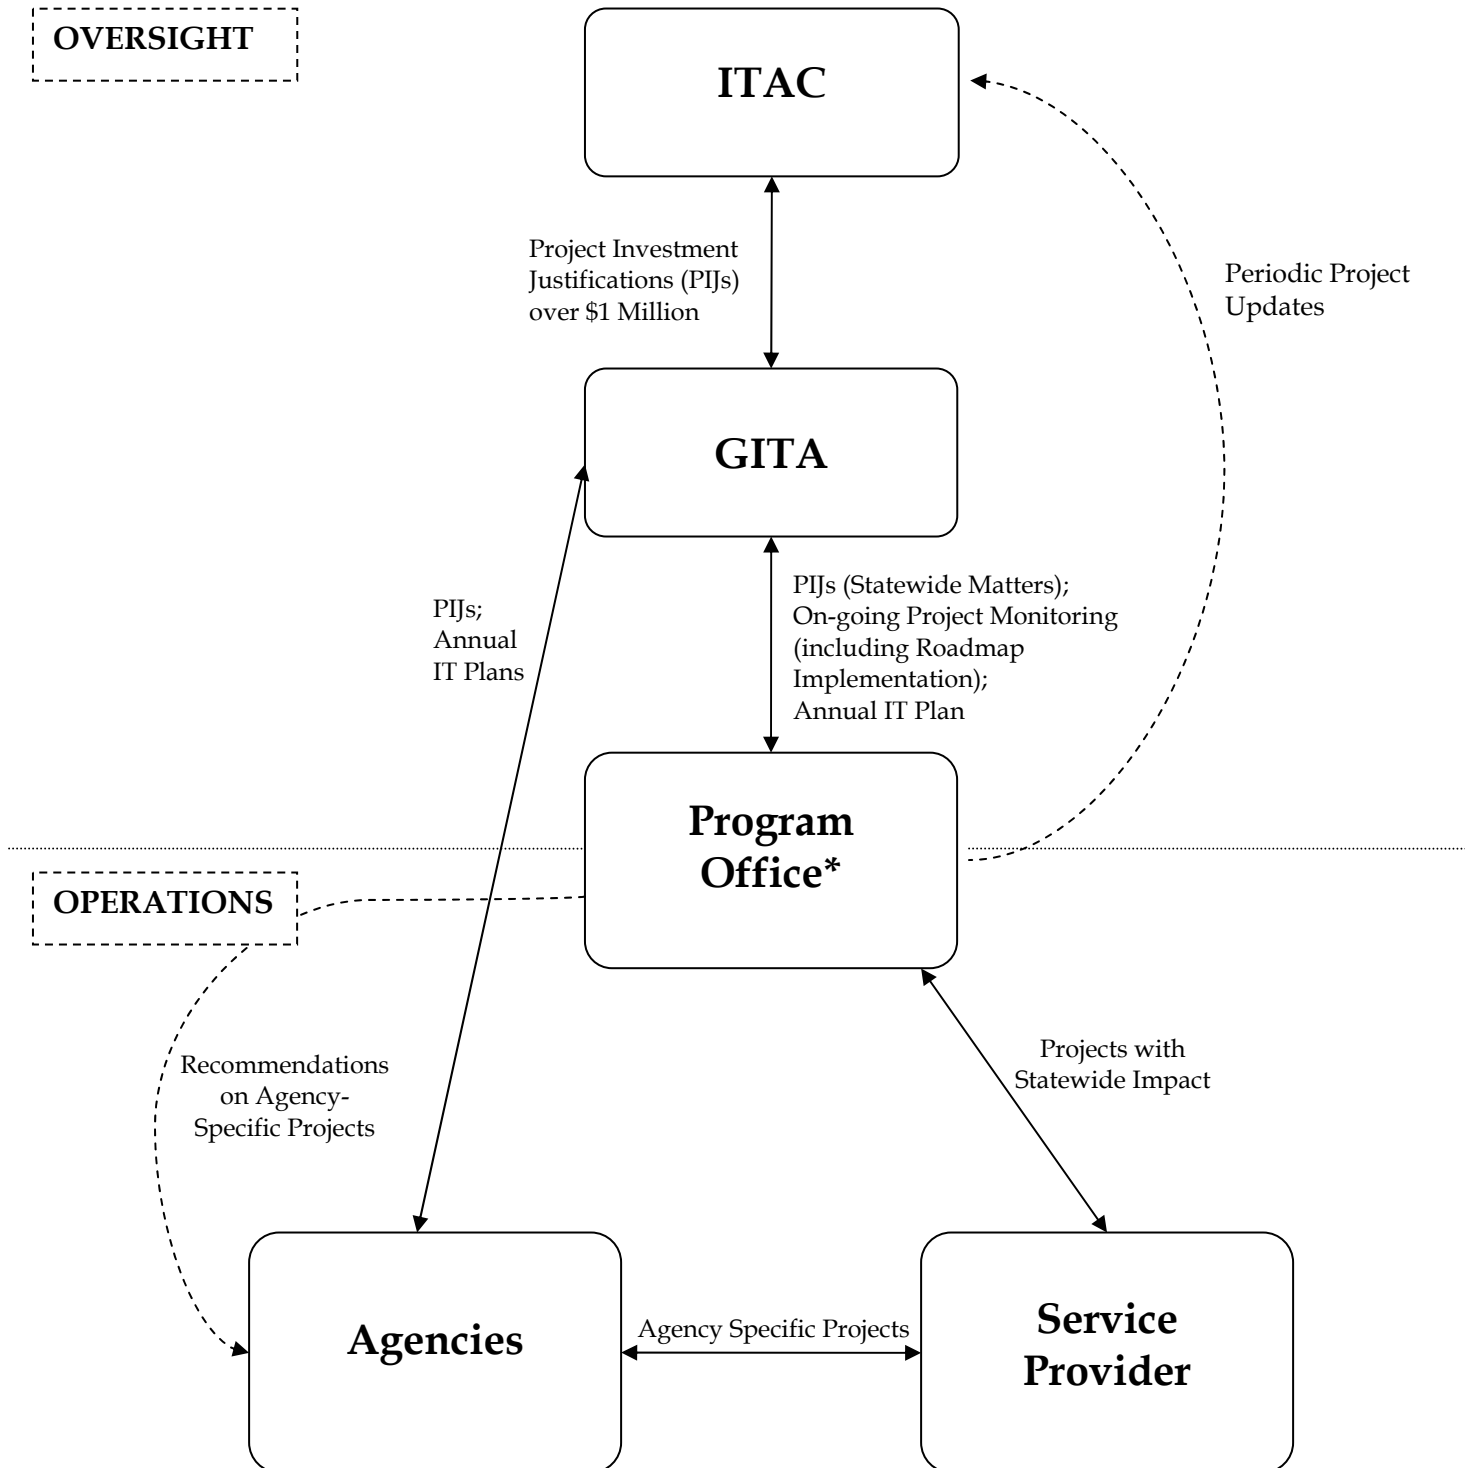 OVERSIGHT
ITAC
Project Investment
Justifications (PIJs)
over $1 Million
Periodic Project
Updates
GITA
PIJs;
Annual
IT Plans
PIJs (Statewide Matters);
On-going Project Monitoring
(including Roadmap
Implementation);
Annual IT Plan
Program
Office*
OPERATIONS
Recommendations
on Agency-
Specific Projects
Projects with
Statewide Impact
Agencies
Agency Specific Projects
Service
Provider